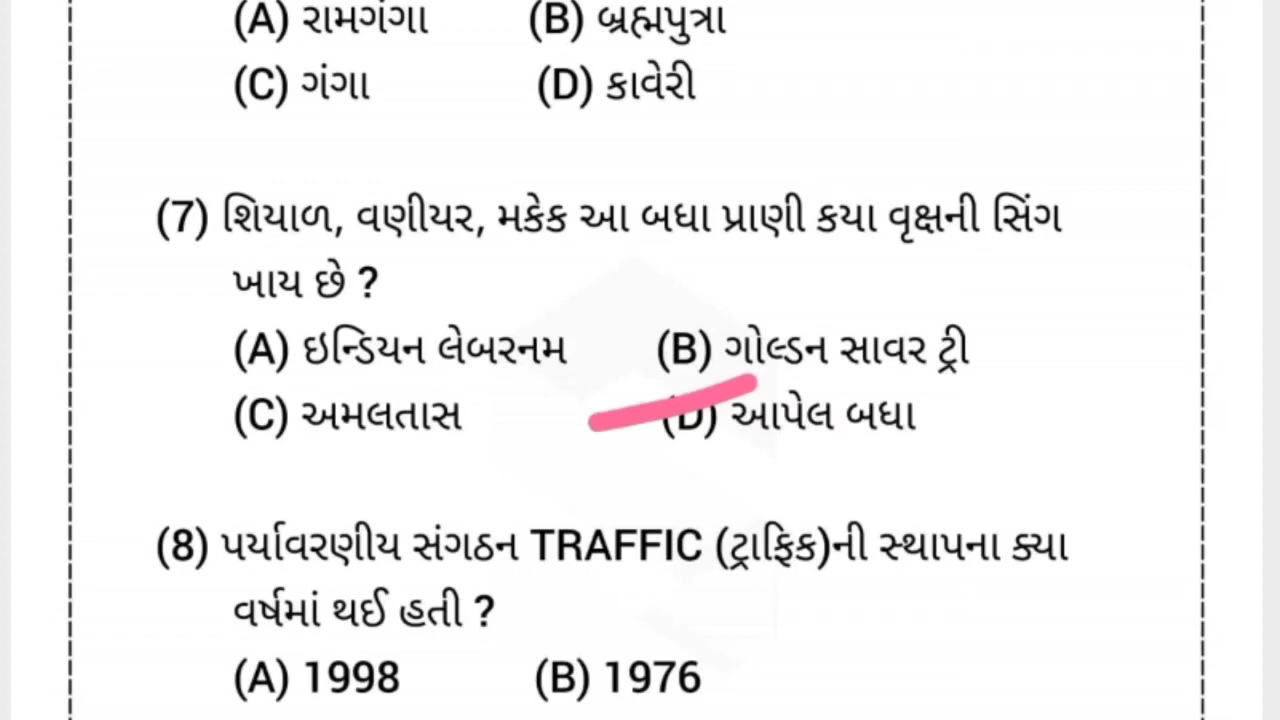 (A) રામગંગા (B) બ્રહ્મપુત્રા
(C) ગંગા (D) કાવેરી
(7) શિયાળ, વણીયર, મકેક આ બધા પ્રાણી કયા વૃક્ષની સિંગ
ખાય છે ?
(A) ઇન્ડિયન લેબરનમ (B) ગોલ્ડન સાવર ટ્રી
(C) અમલતાસ (D) આપેલ બધા
(8) પર્યાવરણીય સંગઠન TRAFFIC (ટ્રાફિક)ની સ્થાપના ક્યા
વર્ષમાં થઈ હતી ?
(A) 1998 (B) 1976